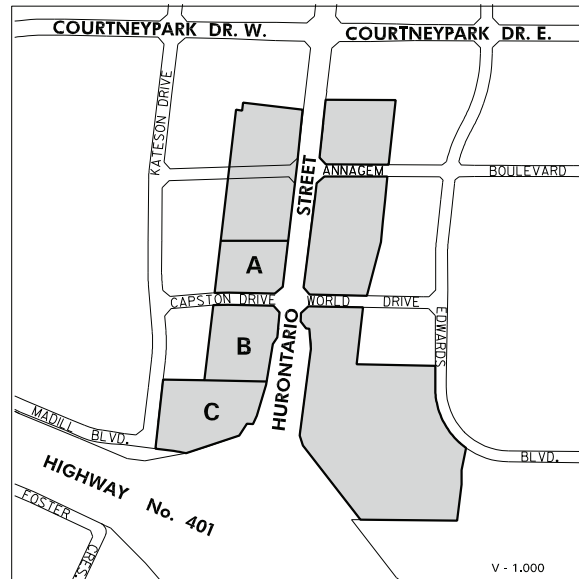 COURTNEYPARK DR. W.
COURTNEYPARK DR. E.
KATESON DRIVE
STREET
ANNAGEM
BOULEVARD
A
CAPSTON DRIVE
WORLD DRIVE
EDWARDS
B
HURONTARIO
C
MADILL BLVD.
BLVD.
HIGHWAY No. 401
FOSTER
CRES.
V - 1.000